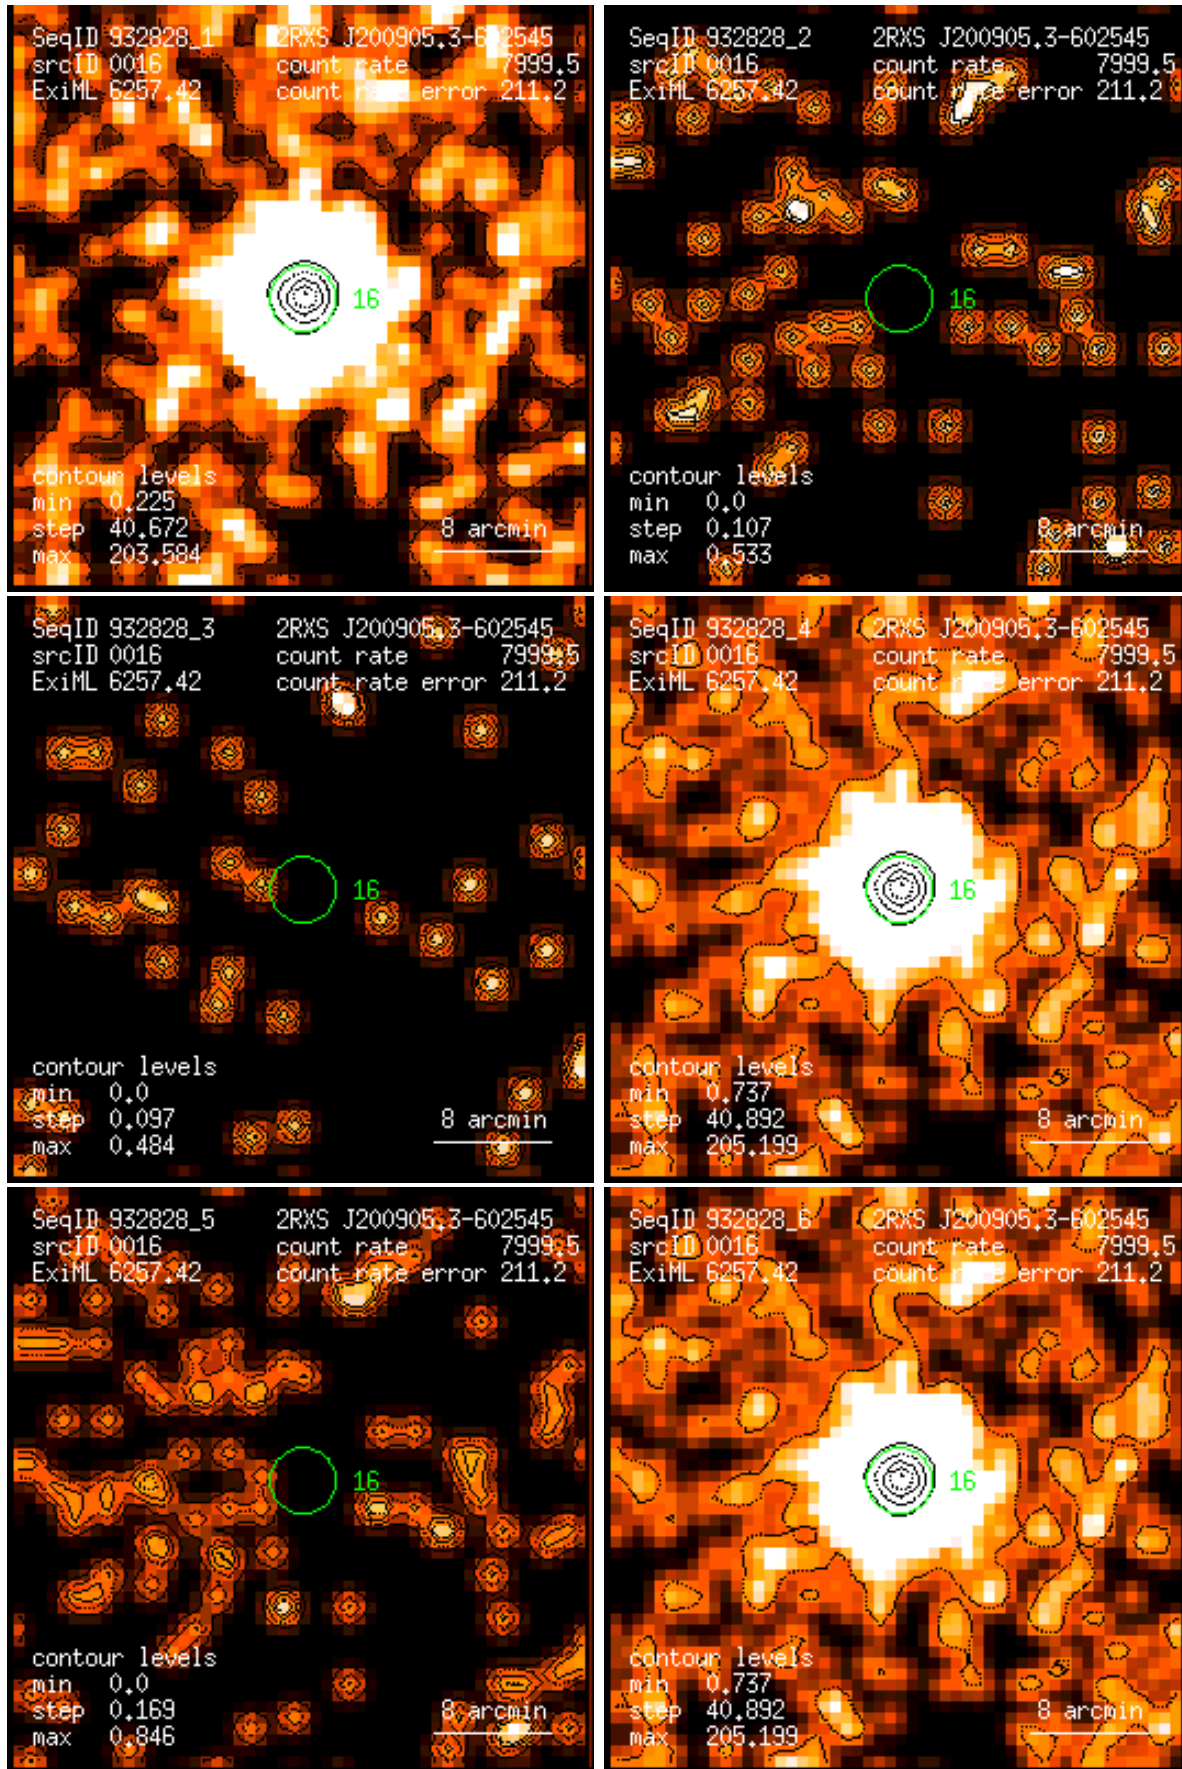 SeqID 932828_1 2RXS J200905.3-602545
srcID 0016 count rate 7999.5
ExiML 6257.42 count rate error 211.2
16
contour levels
min 0.225
step 40.672 8 arcmin
max 203.584
SeqID 932828_2 2RXS J200905.3-602545
srcID 0016 count rate 7999.5
ExiML 6257.42 count rate error 211.2
16
contour levels
min 0.0
step 0.107 8 arcmin
max 0.533
SeqID 932828_3 2RXS J200905.3-602545
srcID 0016 count rate 7999.5
ExiML 6257.42 count rate error 211.2
16
contour levels
min 0.0
step 0.097 8 arcmin
max 0.484
SeqID 932828_4 2RXS J200905.3-602545
srcID 0016 count rate 7999.5
ExiML 6257.42 count rate error 211.2
16
contour levels
min 0.737
step 40.892 8 arcmin
max 205.199
SeqID 932828_5 2RXS J200905.3-602545
srcID 0016 count rate 7999.5
ExiML 6257.42 count rate error 211.2
16
contour levels
min 0.0
step 0.169 8 arcmin
max 0.846
SeqID 932828_6 2RXS J200905.3-602545
srcID 0016 count rate 7999.5
ExiML 6257.42 count rate error 211.2
16
contour levels
min 0.737
step 40.892 8 arcmin
max 205.199